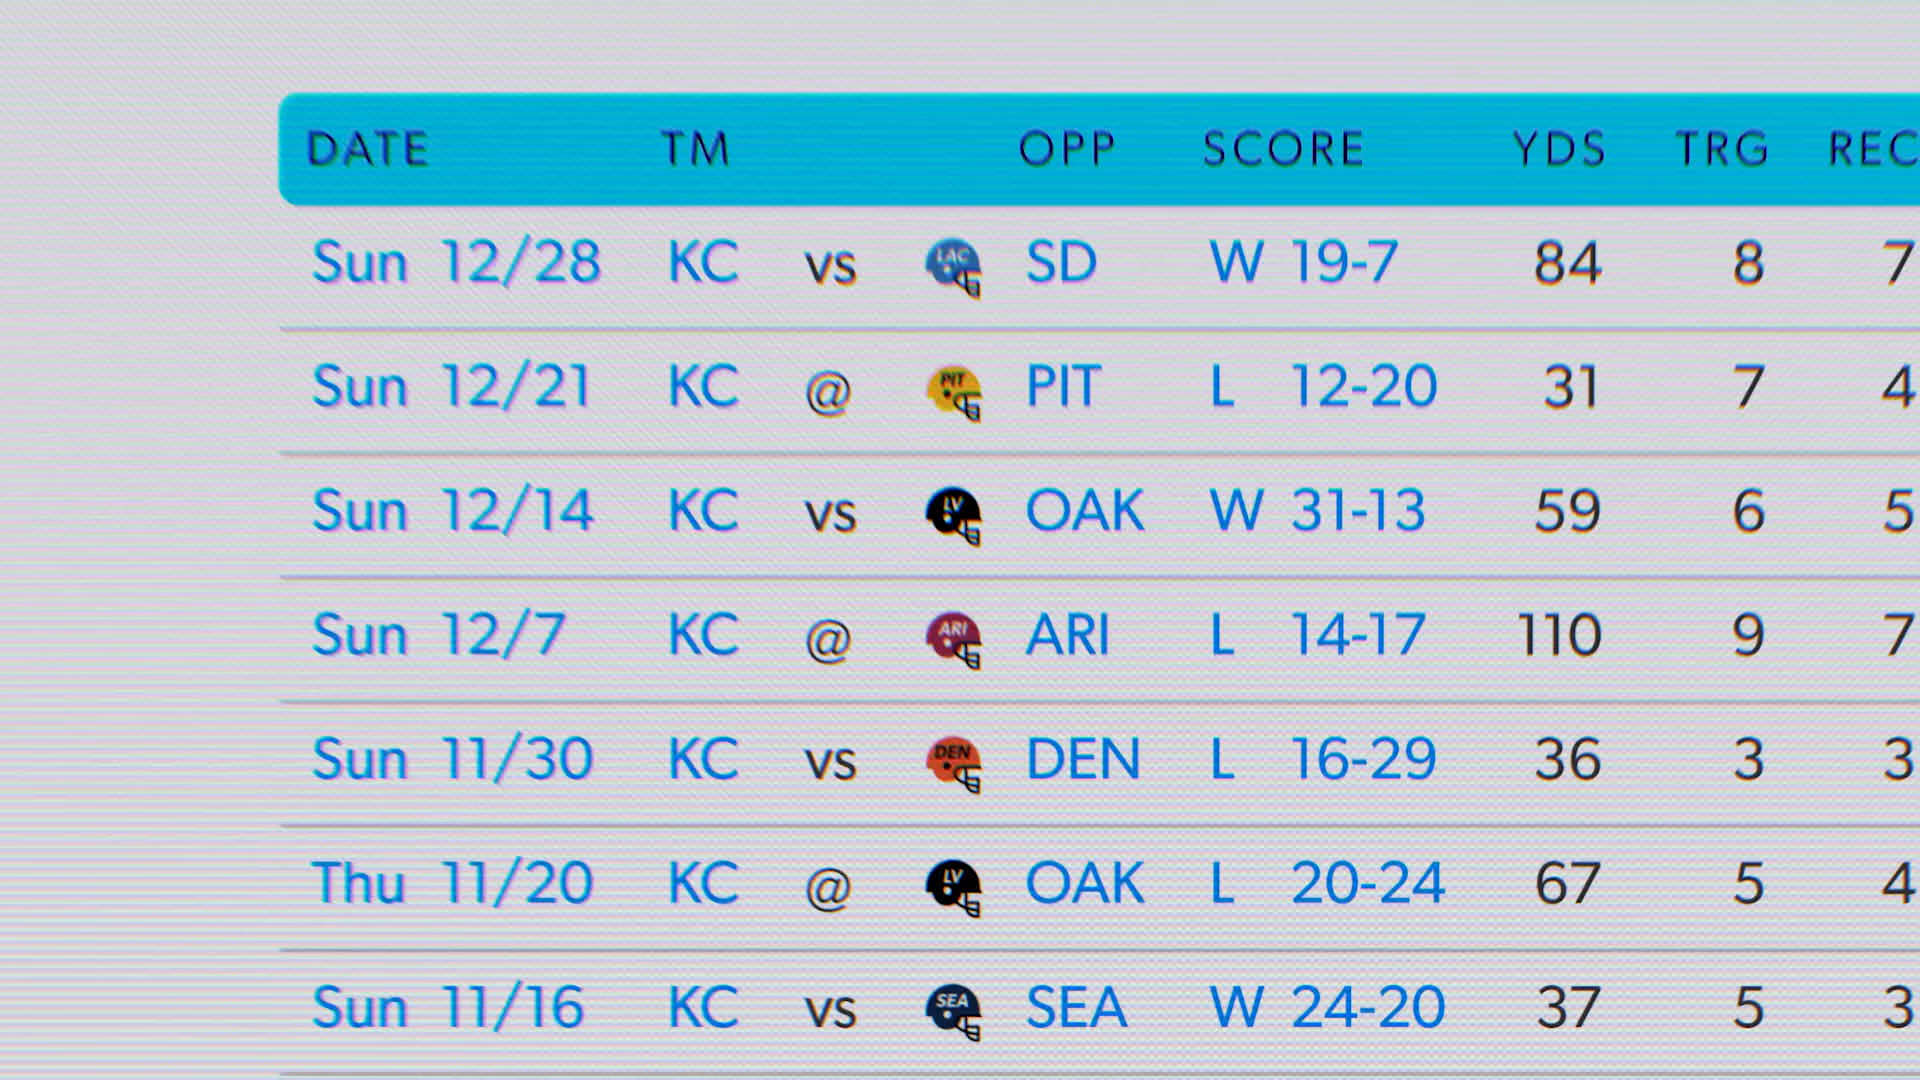 DATE TM OPP SCORE YDS TRG REC
Sun 12/28 KC vs LAC SD W 19-7 84 8 7
Sun 12/21 KC @ PIT PIT L 12-20 31 7 4
Sun 12/14 KC vs LV OAK W 31-13 59 6 5
Sun 12/7 KC @ ARI ARI L 14-17 110 9 7
Sun 11/30 KC vs DEN DEN L 16-29 36 3 3
Thu 11/20 KC @ LV OAK L 20-24 67 5 4
Sun 11/16 KC vs SEA SEA W 24-20 37 5 3